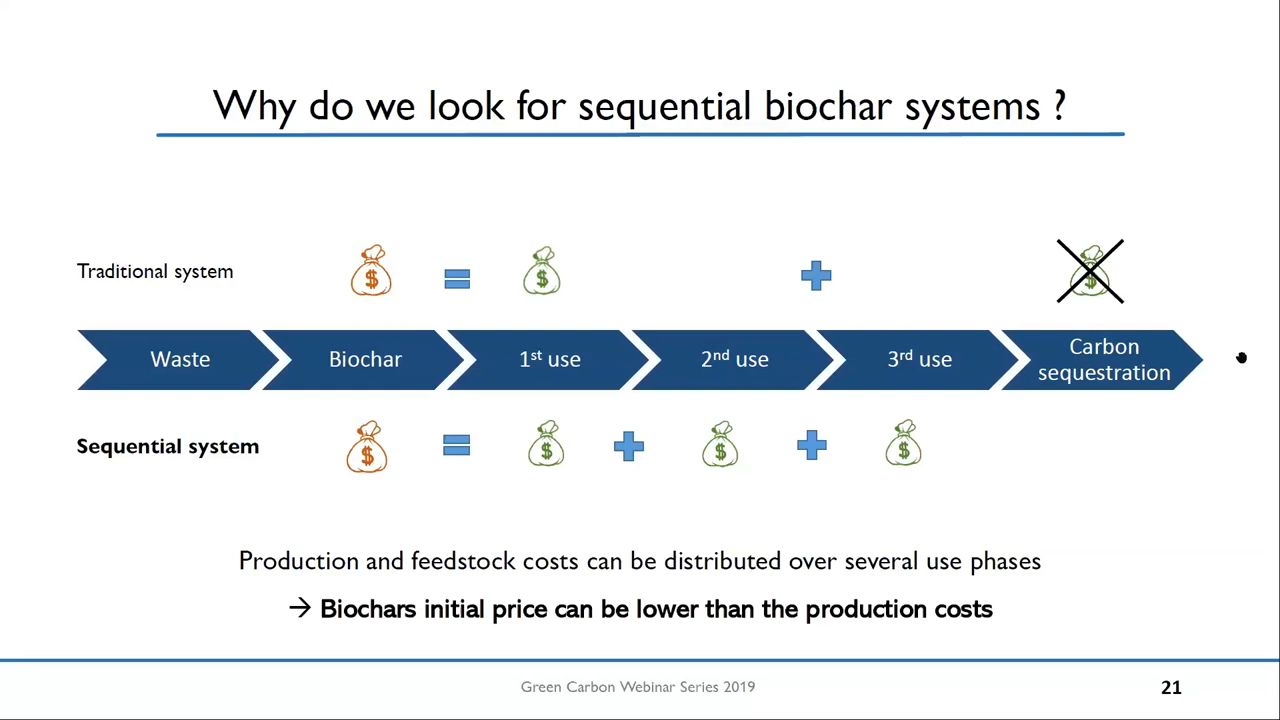 Why do we look for sequential biochar systems ?
Traditional system
$
$
$
Waste
Biochar
1st use
2nd use
3rd use
Carbon
sequestration
Sequential system
$
$
$
$
Production and feedstock costs can be distributed over several use phases
→ Biochars initial price can be lower than the production costs
Green Carbon Webinar Series 2019
21